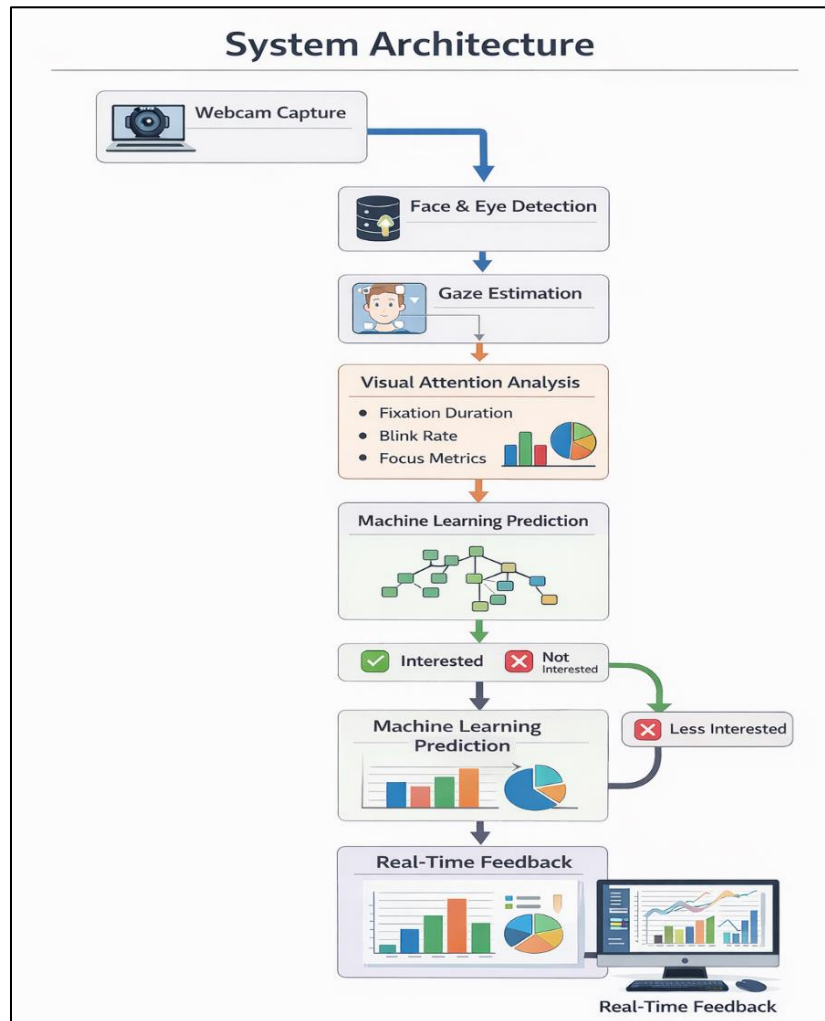 System Architecture
Webcam Capture
Face & Eye Detection
Gaze Estimation
Visual Attention Analysis
• Fixation Duration
• Blink Rate
• Focus Metrics
Machine Learning Prediction
Interested
Not
Interested
Less Interested
Machine Learning
Prediction
Real-Time Feedback
Real-Time Feedback